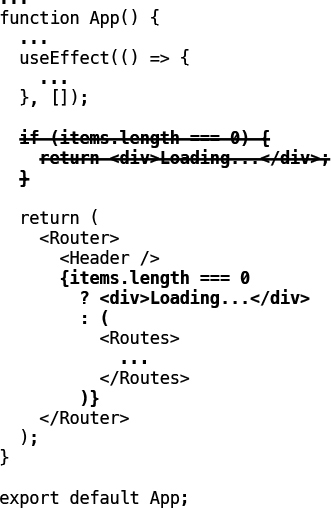 ...
function App() {
  ...
  useEffect(() => {
    ...
  }, []);

  if (items.length === 0) {
    return <div>Loading...</div>;
  }

  return (
    <Router>
      <Header />
      {items.length === 0
        ? <div>Loading...</div>
        : (
          <Routes>
            ...
          </Routes>
        )}
    </Router>
  );
}

export default App;